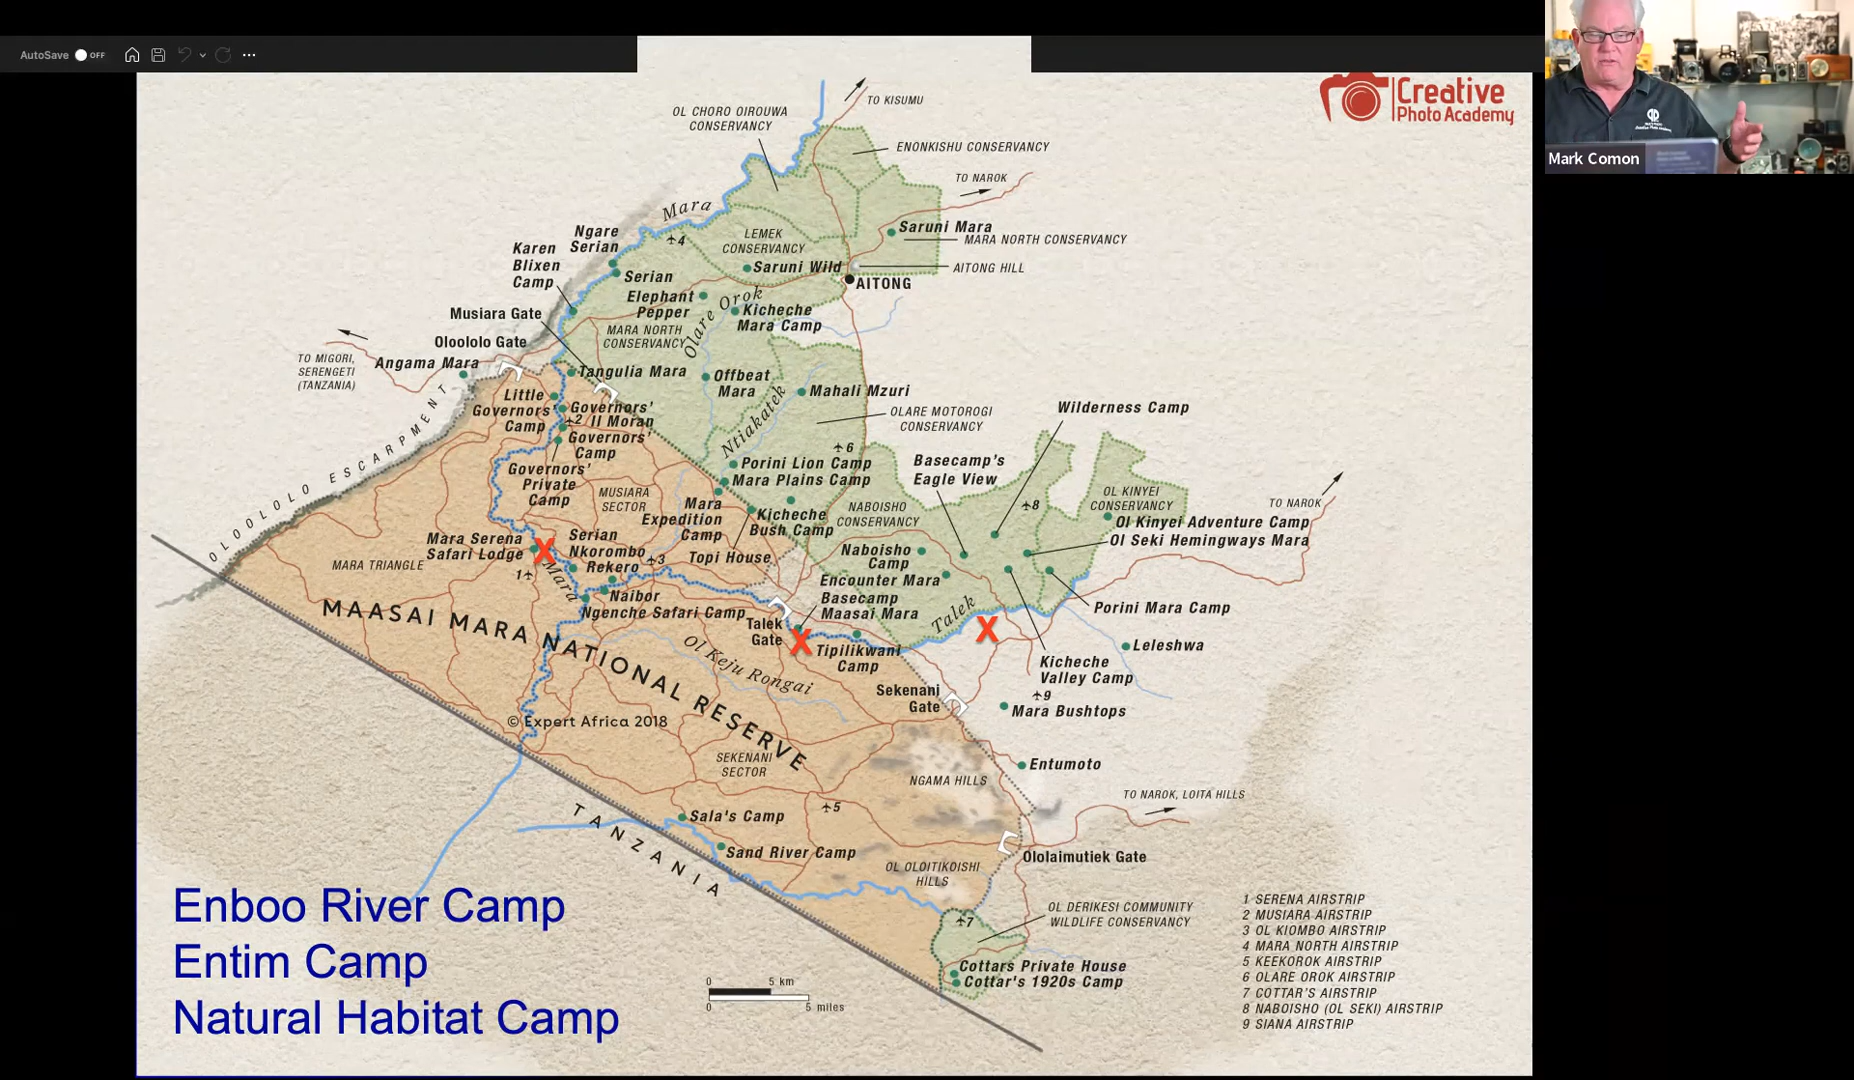 AutoSave OFF
Creative
Photo Academy
Mark Comon
TO KISUMU
OL CHORO OIROUWA
CONSERVANCY
ENONKISHU CONSERVANCY
TO NAROK
Mara
Ngare
Serian
4
LEMEK
CONSERVANCY
Saruni Mara
MARA NORTH CONSERVANCY
Karen
Blixen
Camp
Serian
Saruni Wild
AITONG HILL
AITONG
Elephant
Pepper
Olare Orok
Kicheche
Mara Camp
Musiara Gate
MARA NORTH
CONSERVANCY
Oloololo Gate
TO MIGORI,
SERENGETI
(TANZANIA)
Angama Mara
Tangulia Mara
Offbeat
Mara
Mahali Mzuri
Ntiakatek
OLARE MOTOROGI
CONSERVANCY
Wilderness Camp
Little
Governors'
Camp
Governors'
2 Il Moran
Governors'
Camp
Governors'
Private
Camp
OLOOLOLO ESCARPMENT
6
Porini Lion Camp
Mara Plains Camp
Basecamp's
Eagle View
MUSIARA
SECTOR
Mara
Expedition
Camp
Kicheche
Bush Camp
NABOISHO
CONSERVANCY
8
OL KINYEI
CONSERVANCY
TO NAROK
Ol Kinyei Adventure Camp
Ol Seki Hemingways Mara
Mara Serena
Safari Lodge
X
Serian
Nkorombo
Rekero
3
Topi House
Naboisho
Camp
MARA TRIANGLE
1
Mara
Encounter Mara
Basecamp
Maasai Mara
Naibor
Ngenche Safari Camp
Talek
Gate
X
Tipilikwani
Camp
Talek
X
Porini Mara Camp
Leleshwa
Kicheche
Valley Camp
MAASAI MARA NATIONAL RESERVE
Ol Keju Rongai
Sekenani
Gate
9
Mara Bushtops
© Expert Africa 2018
SEKENANI
SECTOR
NGAMA HILLS
Entumoto
TO NAROK, LOITA HILLS
5
Sala's Camp
TANZANIA
Sand River Camp
OL OLOITIKOISHI
HILLS
Ololaimutiek Gate
OL DERIKESI COMMUNITY
WILDLIFE CONSERVANCY
7
Cottars Private House
Cottar's 1920s Camp
0 5 km
0 5 miles
1 SERENA AIRSTRIP
2 MUSIARA AIRSTRIP
3 OL KIOMBO AIRSTRIP
4 MARA NORTH AIRSTRIP
5 KEEKOROK AIRSTRIP
6 OLARE OROK AIRSTRIP
7 COTTAR'S AIRSTRIP
8 NABOISHO (OL SEKI) AIRSTRIP
9 SIANA AIRSTRIP
Enboo River Camp
Entim Camp
Natural Habitat Camp